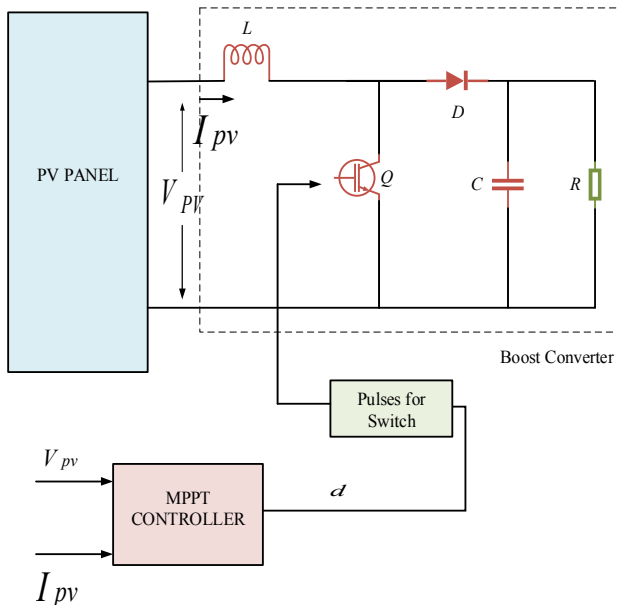 L
I pv
D
PV PANEL
V PV
Q
C
R
Boost Converter
Pulses for
Switch
V pv
MPPT
CONTROLLER
d
I pv